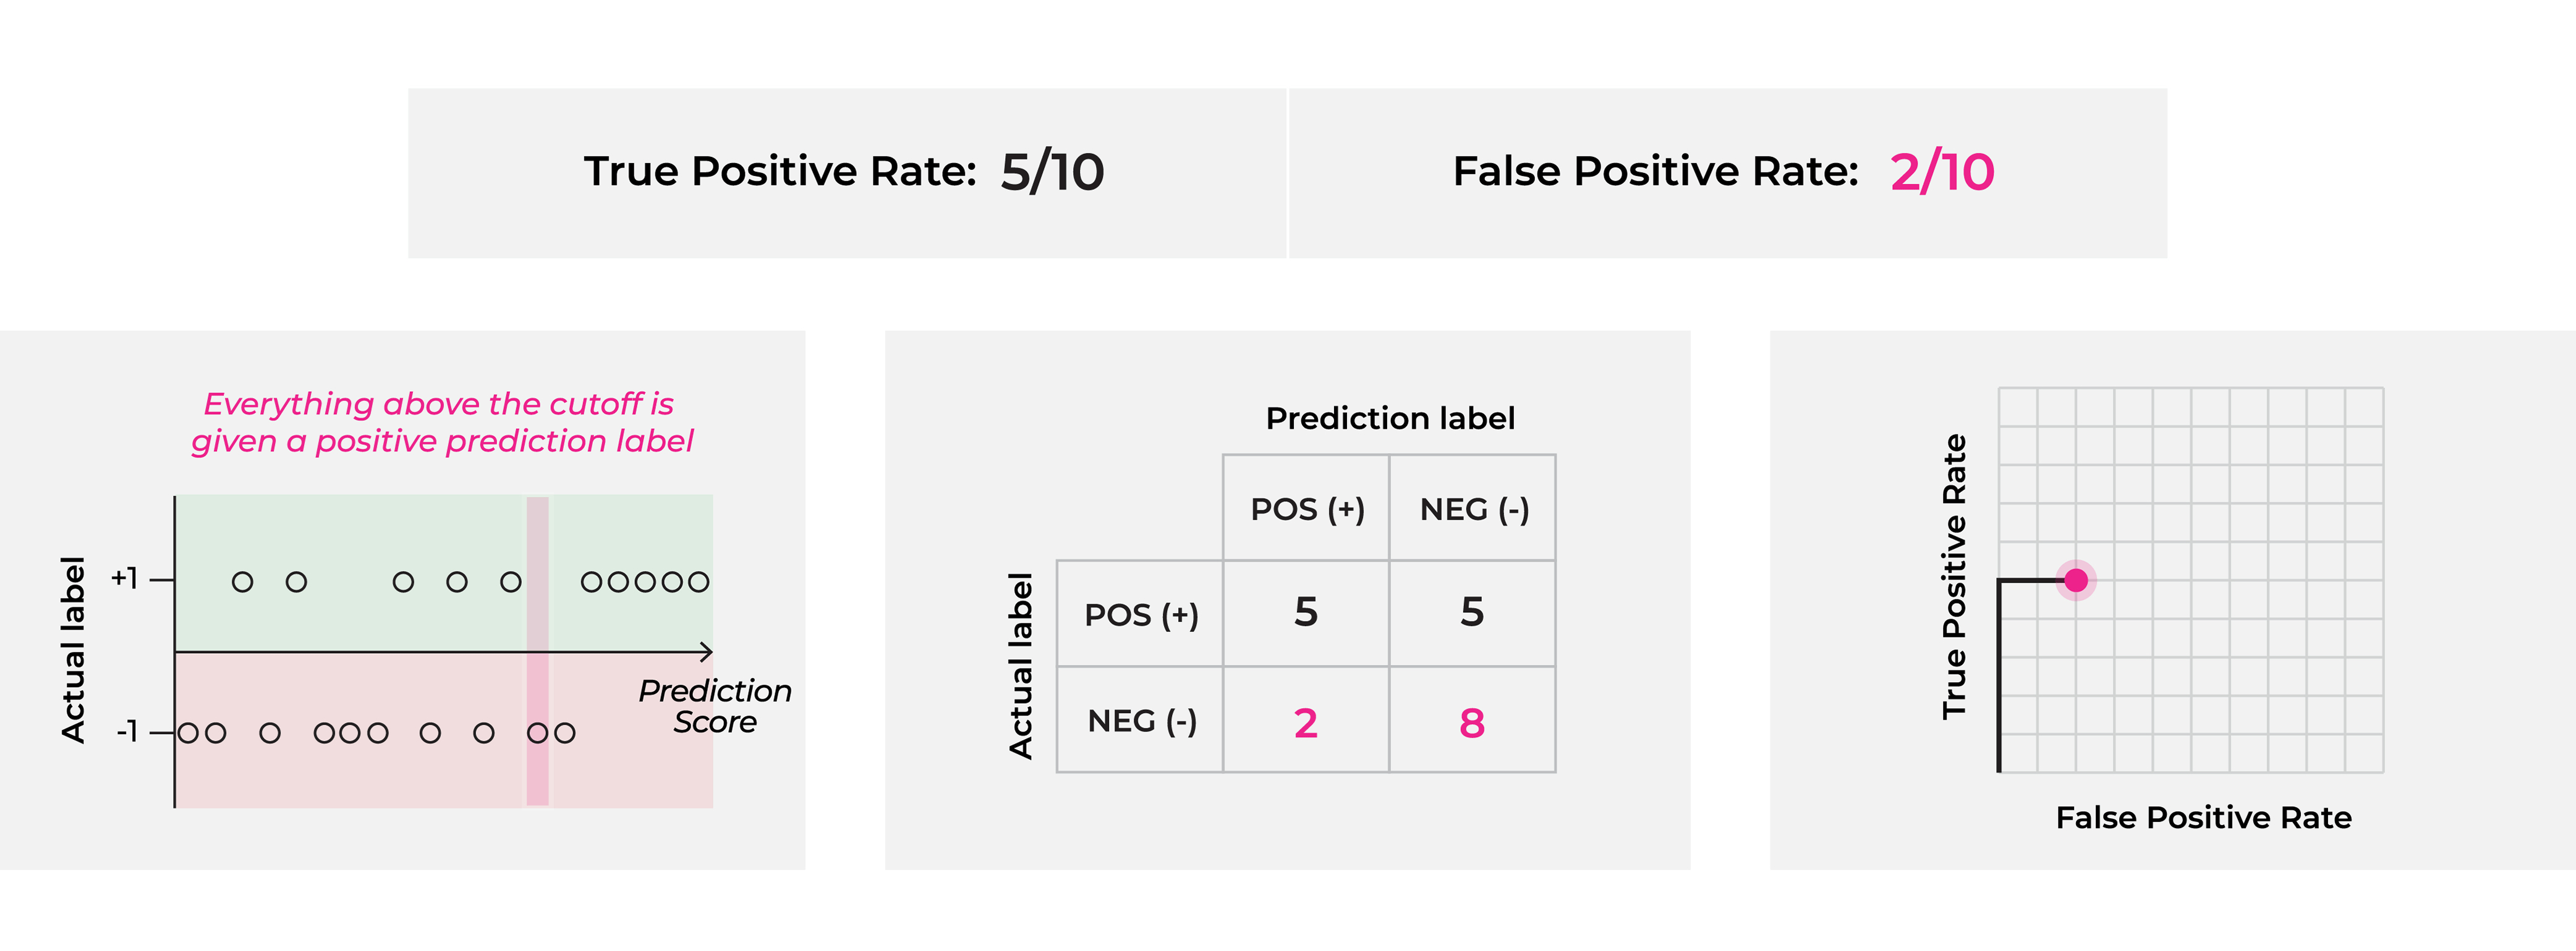 True Positive Rate: 5/10
False Positive Rate: 2/10
Everything above the cutoff is
given a positive prediction label
Actual label
+1
-1
Prediction
Score
Prediction label
POS (+) NEG (-)
Actual label
POS (+) 5 5
NEG (-) 2 8
True Positive Rate
False Positive Rate